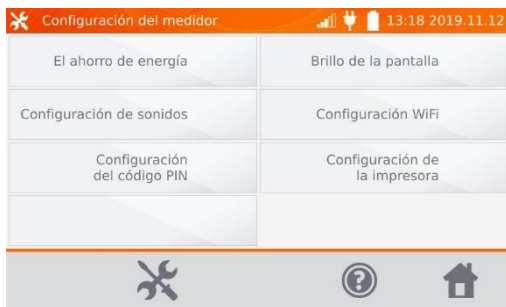 Configuración del medidor
13:18 2019.11.12
El ahorro de energía
Brillo de la pantalla
Configuración de sonidos
Configuración WiFi
Configuración
del código PIN
Configuración de
la impresora